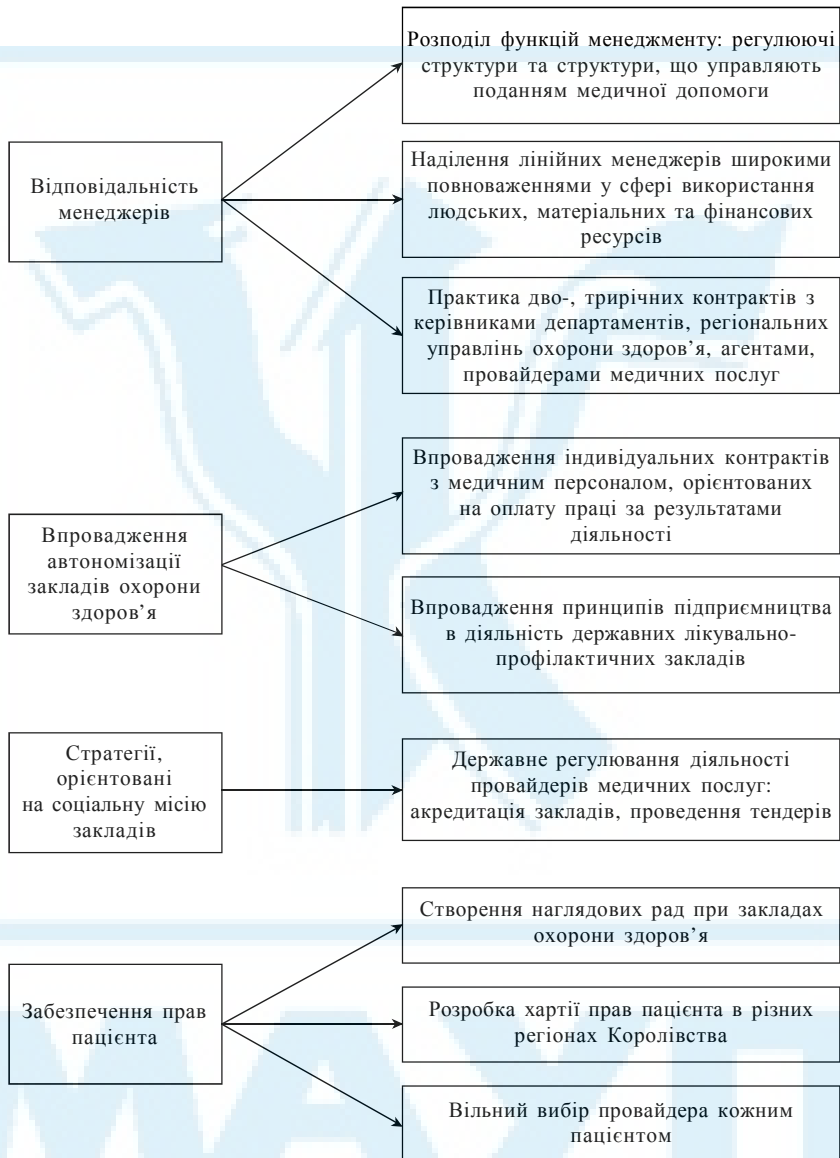 Розподіл функцій менеджменту: регулюючі
структури та структури, що управляють
поданням медичної допомоги
Відповідальність
менеджерів
Наділення лінійних менеджерів широкими
повноваженнями у сфері використання
людських, матеріальних та фінансових
ресурсів
Практика дво-, трирічних контрактів з
керівниками департаментів, регіональних
управлінь охорони здоров’я, агентами,
провайдерами медичних послуг
Впровадження
автономізації
закладів охорони
здоров’я
Впровадження індивідуальних контрактів
з медичним персоналом, орієнтованих
на оплату праці за результатами
діяльності
Впровадження принципів підприємництва
в діяльність державних лікувально-
профілактичних закладів
Стратегії,
орієнтовані
на соціальну місію
закладів
Державне регулювання діяльності
провайдерів медичних послуг:
акредитація закладів, проведення тендерів
Забезпечення прав
пацієнта
Створення наглядових рад при закладах
охорони здоров’я
Розробка хартії прав пацієнта в різних
регіонах Королівства
Вільний вибір провайдера кожним
пацієнтом
МАУП